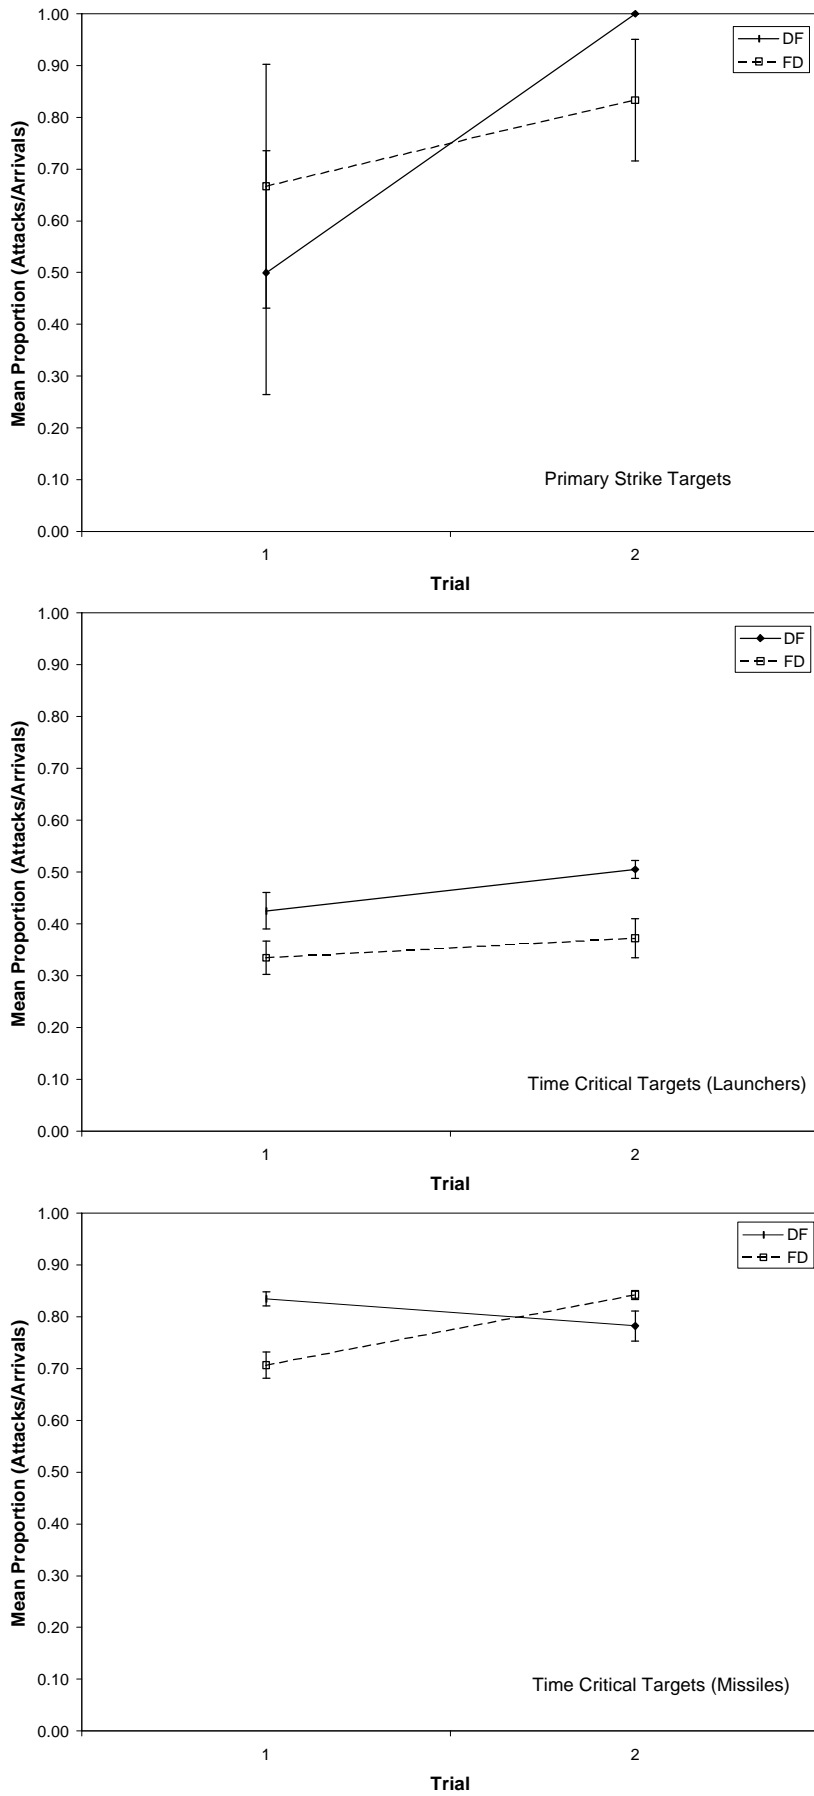 1.00
0.90
0.80
0.70
0.60
0.50
0.40
0.30
0.20
0.10
0.00
Mean Proportion (Attacks/Arrivals)
DF
FD
Primary Strike Targets
1 2
Trial
1.00
0.90
0.80
0.70
0.60
0.50
0.40
0.30
0.20
0.10
0.00
Mean Proportion (Attacks/Arrivals)
DF
FD
Time Critical Targets (Launchers)
1 2
Trial
1.00
0.90
0.80
0.70
0.60
0.50
0.40
0.30
0.20
0.10
0.00
Mean Proportion (Attacks/Arrivals)
DF
FD
Time Critical Targets (Missiles)
1 2
Trial